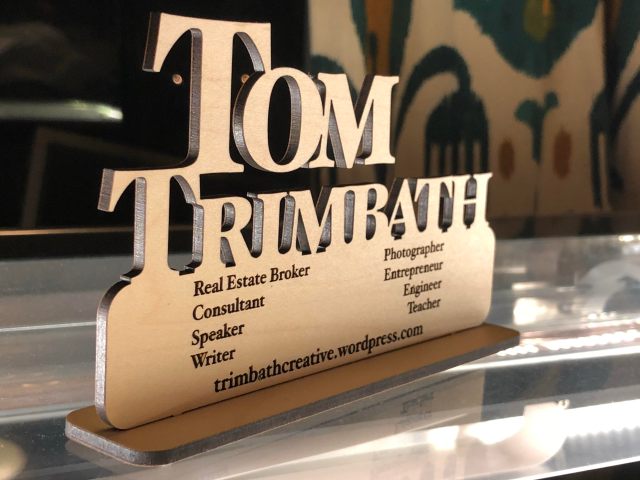 TOM
TRIMBATH
Real Estate Broker
Consultant
Speaker
Writer
Photographer
Entrepreneur
Engineer
Teacher
trimbathcreative.wordpress.com